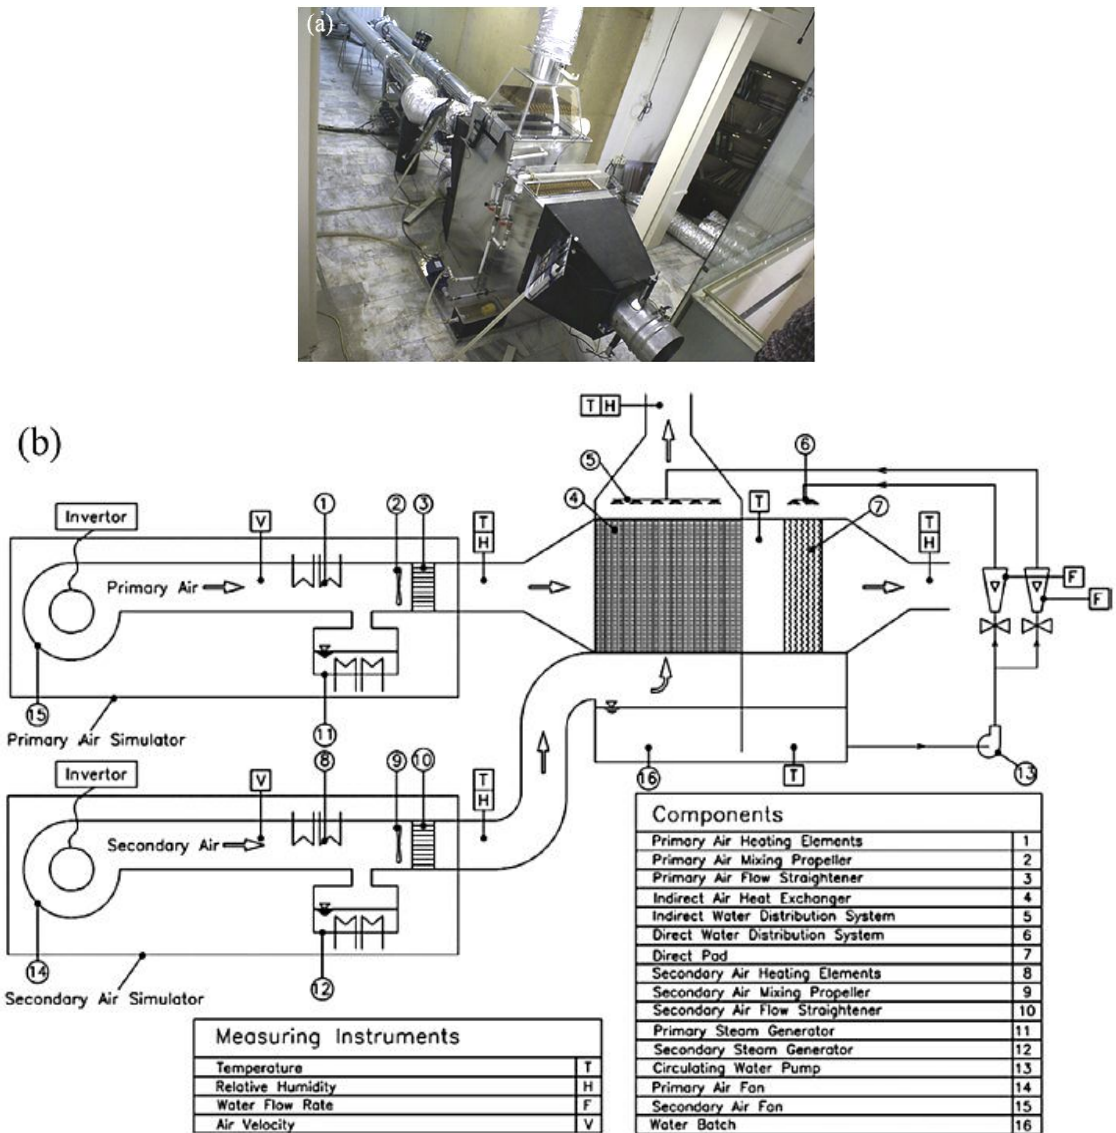 (a)
(b)
T H
5
6
4
T
7
Invertor
V
1
2
3
T
H
T
H
Primary Air
F
F
15
11
Primary Air Simulator
Invertor
V
8
9
10
T
H
16
T
13
Secondary Air
14
12
Secondary Air Simulator
Components
Primary Air Heating Elements 1
Primary Air Mixing Propeller 2
Primary Air Flow Straightener 3
Indirect Air Heat Exchanger 4
Indirect Water Distribution System 5
Direct Water Distribution System 6
Direct Pad 7
Secondary Air Heating Elements 8
Secondary Air Mixing Propeller 9
Secondary Air Flow Straightener 10
Primary Steam Generator 11
Secondary Steam Generator 12
Circulating Water Pump 13
Primary Air Fan 14
Secondary Air Fan 15
Water Batch 16
Measuring Instruments
Temperature T
Relative Humidity H
Water Flow Rate F
Air Velocity V